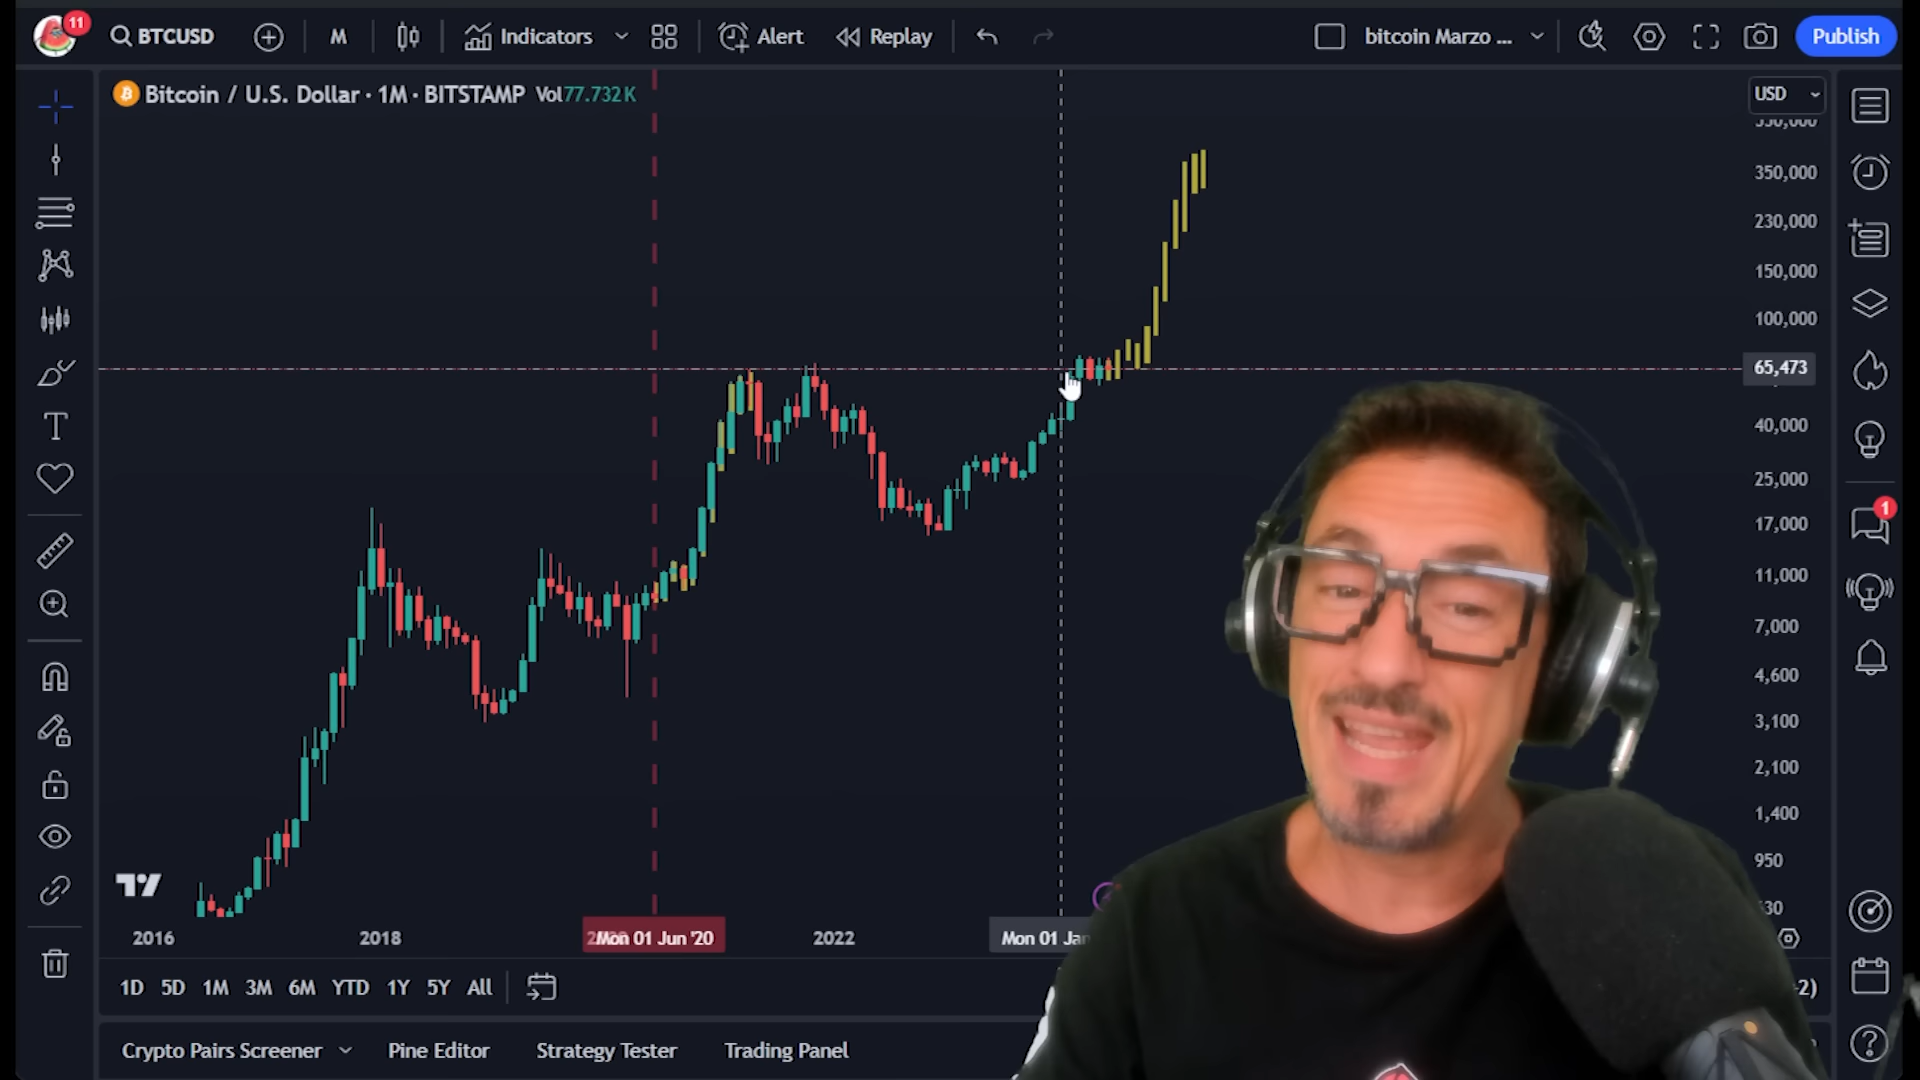 11
BTCUSD
M
Indicators
Alert
Replay
bitcoin Marzo ...
Publish
Bitcoin / U.S. Dollar · 1M · BITSTAMP Vol77.732K
USD
350,000
230,000
150,000
100,000
65,473
40,000
25,000
17,000
11,000
7,000
4,600
3,100
2,100
1,400
950
1
2016
2018
Mon 01 Jun '20
2022
Mon 01 Jan
1D 5D 1M 3M 6M YTD 1Y 5Y All
Crypto Pairs Screener
Pine Editor
Strategy Tester
Trading Panel